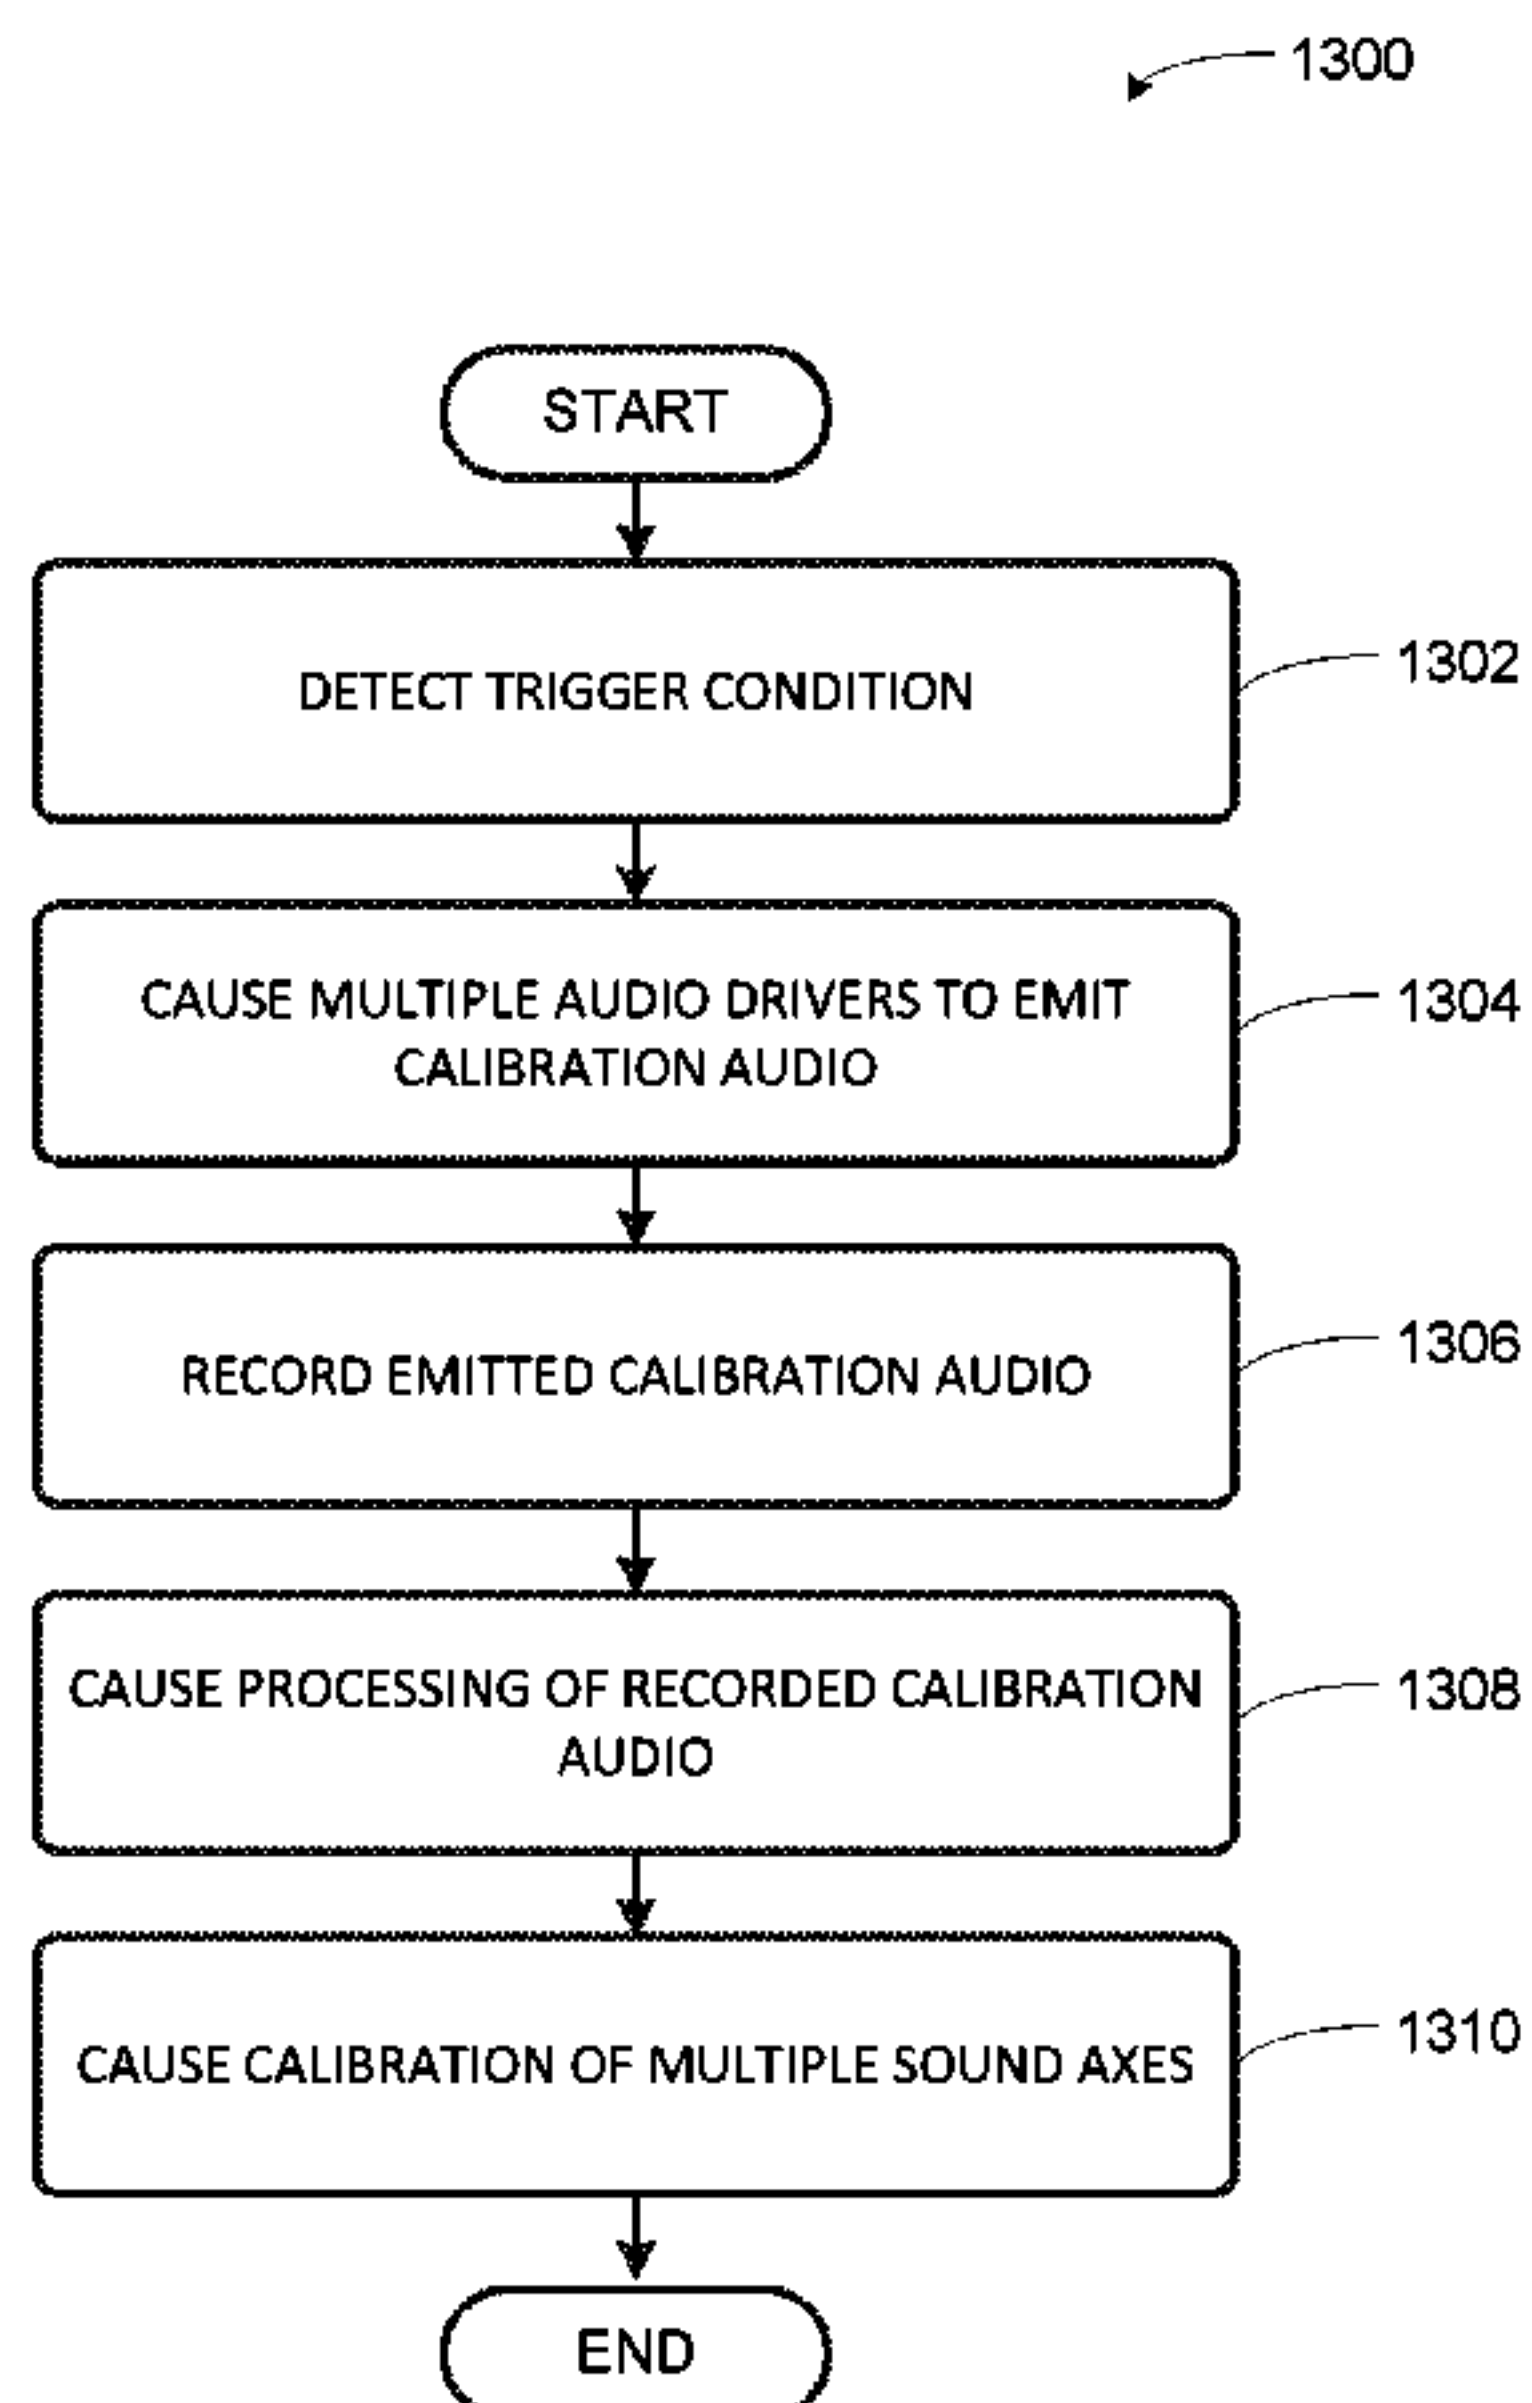 1300
START
DETECT TRIGGER CONDITION
1302
CAUSE MULTIPLE AUDIO DRIVERS TO EMIT
CALIBRATION AUDIO
1304
RECORD EMITTED CALIBRATION AUDIO
1306
CAUSE PROCESSING OF RECORDED CALIBRATION
AUDIO
1308
CAUSE CALIBRATION OF MULTIPLE SOUND AXES
1310
END